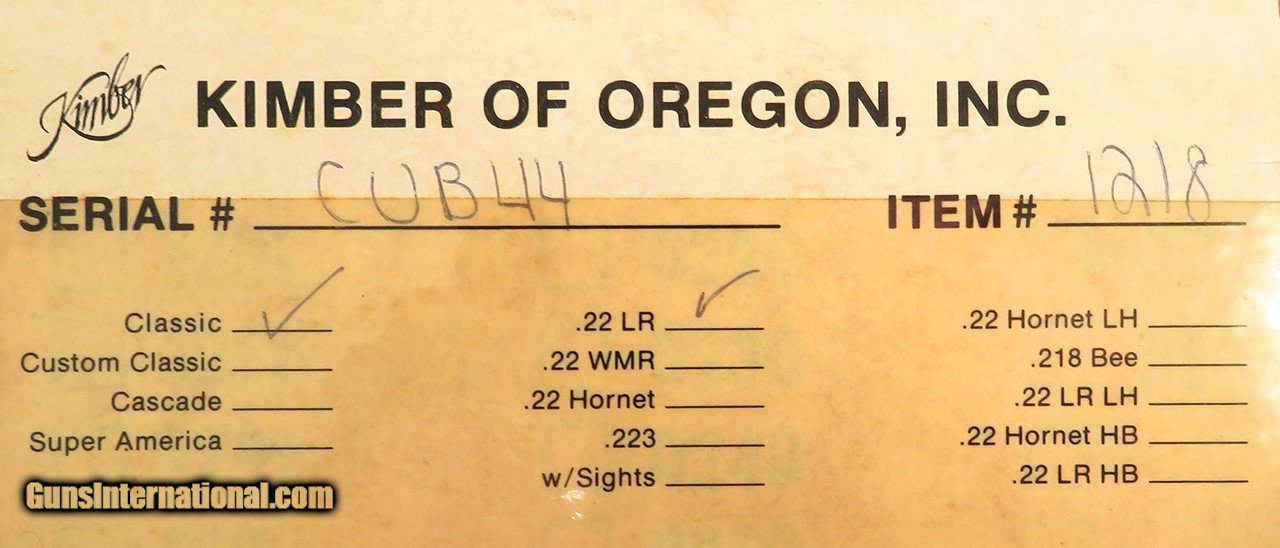 Kimber KIMBER OF OREGON, INC.
SERIAL # CUB44 ITEM # 1218
Classic ✓ .22 LR ✓ .22 Hornet LH
Custom Classic .22 WMR .218 Bee
Cascade .22 Hornet .22 LR LH
Super America .223 .22 Hornet HB
w/Sights .22 LR HB
GunsInternational.com